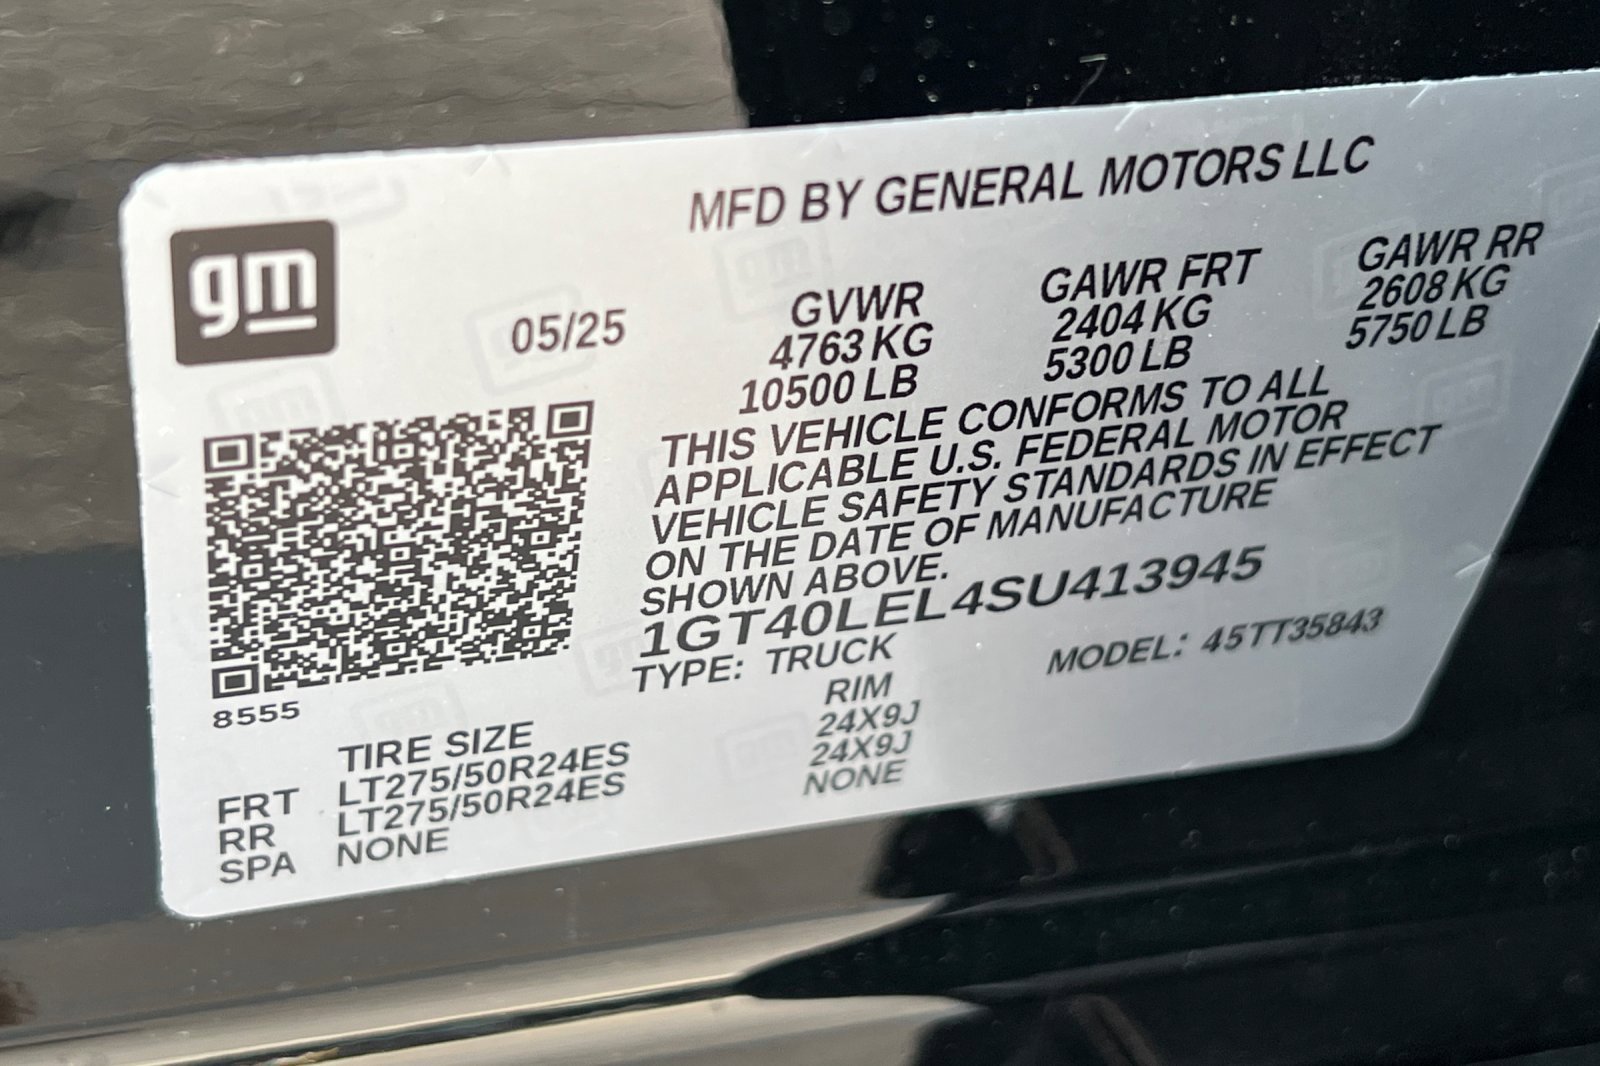 MFD BY GENERAL MOTORS LLC
gm
05/25
GVWR GAWR FRT GAWR RR
4763 KG 2404 KG 2608 KG
10500 LB 5300 LB 5750 LB
THIS VEHICLE CONFORMS TO ALL
APPLICABLE U.S. FEDERAL MOTOR
VEHICLE SAFETY STANDARDS IN EFFECT
ON THE DATE OF MANUFACTURE
SHOWN ABOVE.
1GT40LEL4SU413945
TYPE: TRUCK MODEL: 45TT35843
8555
TIRE SIZE RIM
FRT LT275/50R24ES 24X9J
RR LT275/50R24ES 24X9J
SPA NONE NONE